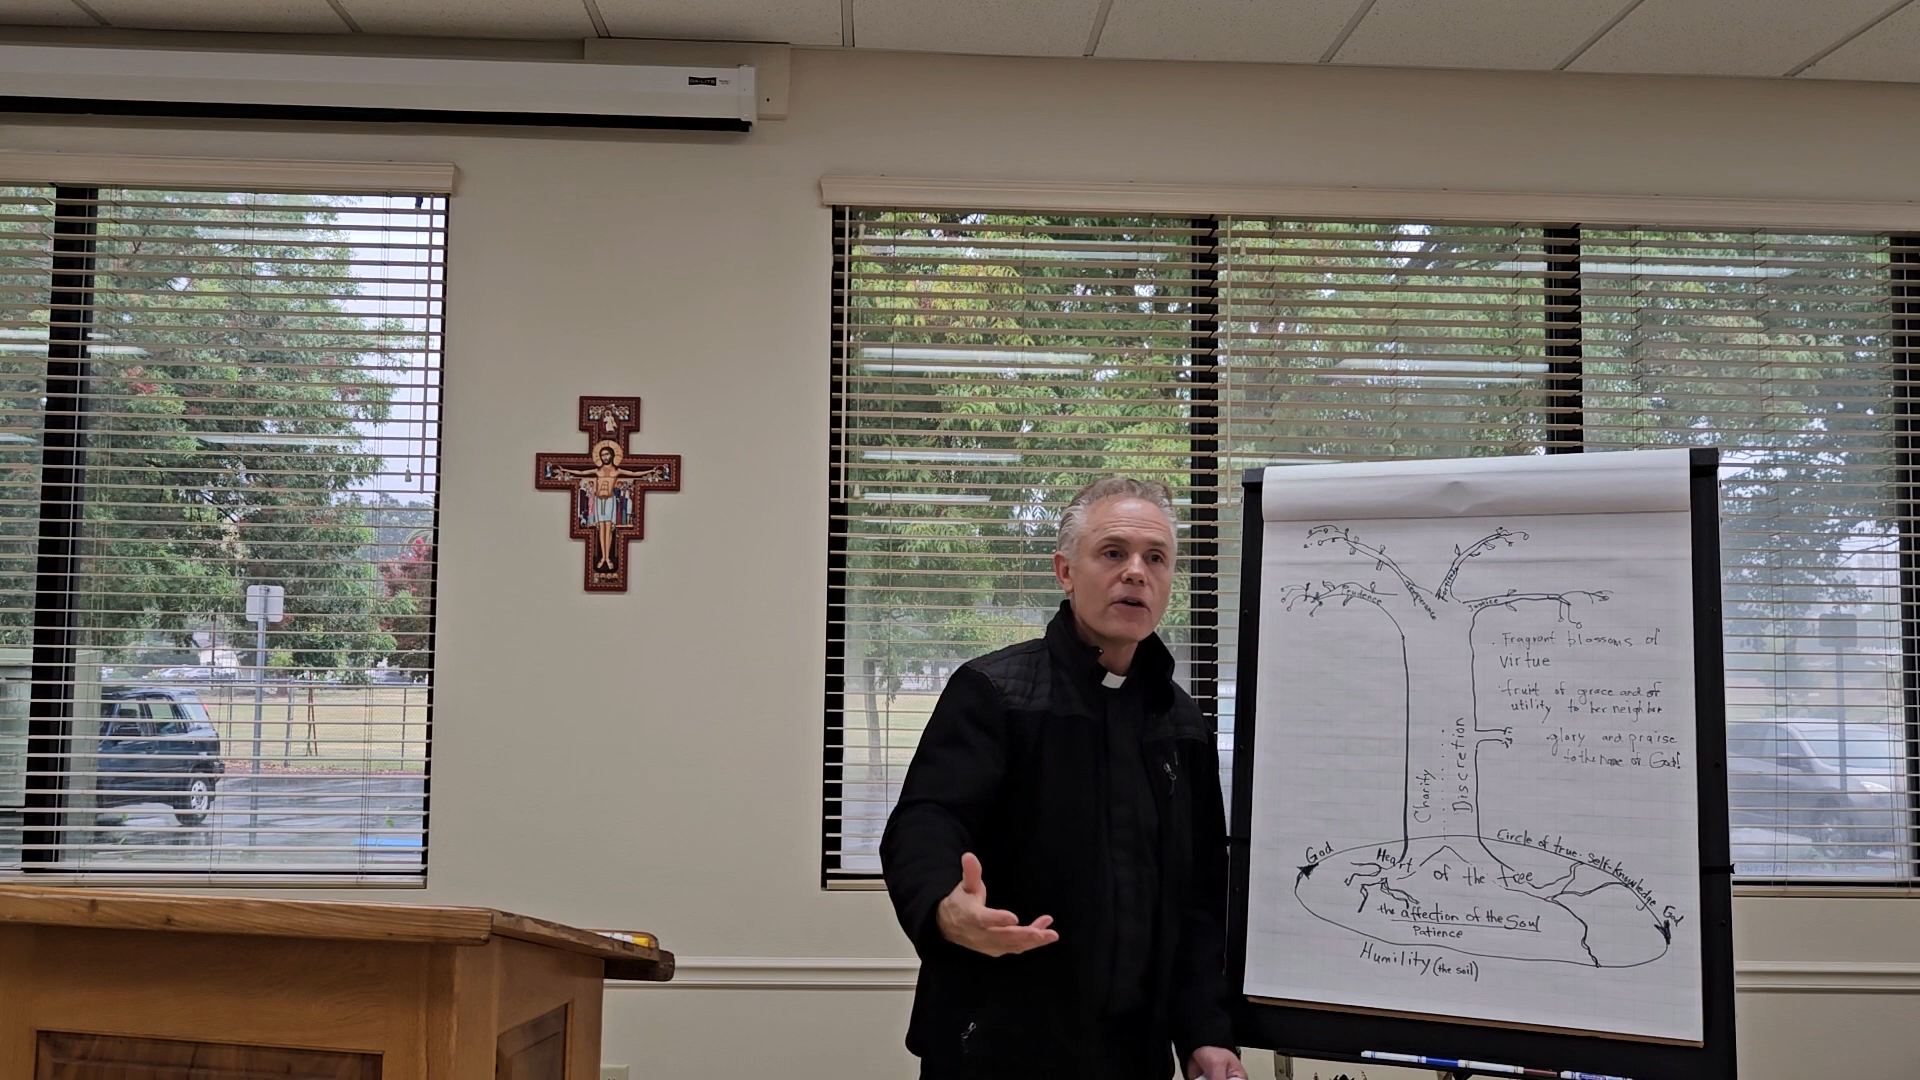 DA-LITE
Temperance
Fortitude
Prudence
Justice
. Fragrant blossoms of
virtue
. fruit of grace and of
utility to her neighbor
glory and praise
to the name of God!
Charity
Discretion
Circle of true self-knowledge
God
Heart
of the tree
God
the affection of the Soul
Patience
Humility (the soil)